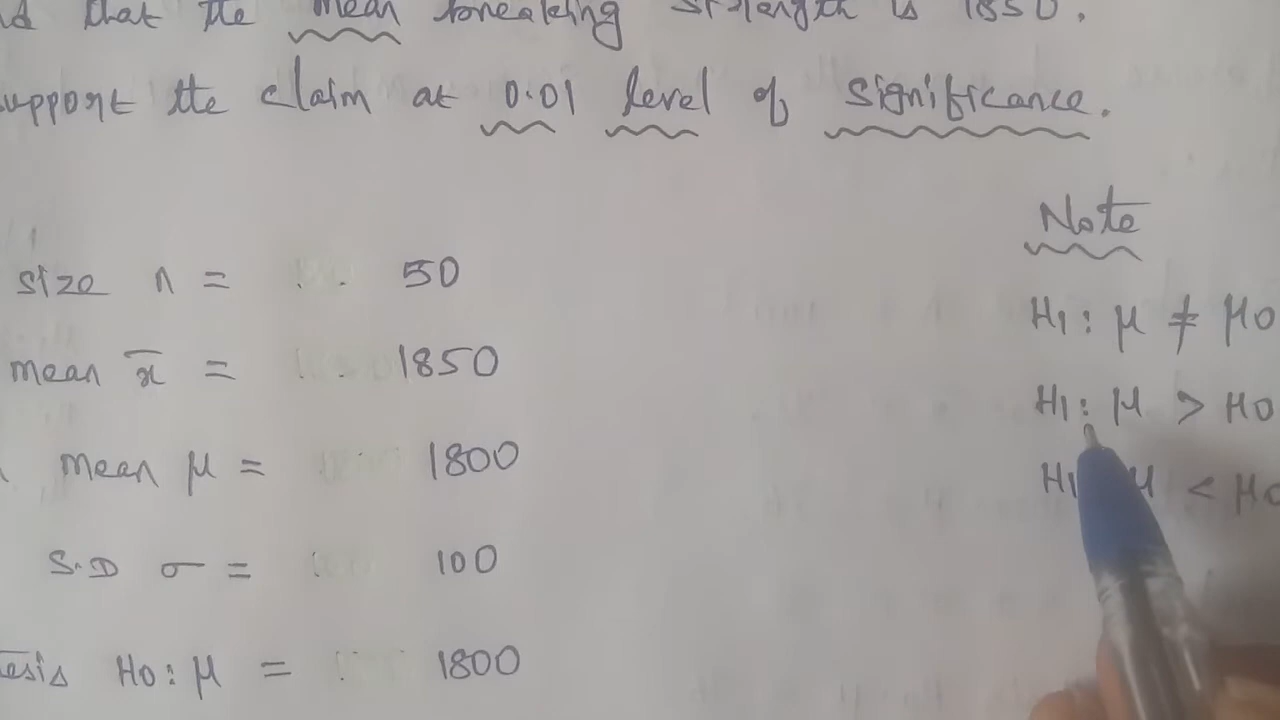 that the mean breaking strength is 1850.
support the claim at 0.01 level of significance.
Note
size n = 50
H1 : μ ≠ μ0
mean x̄ = 1850
H1 : μ > μ0
mean μ = 1800
H1 μ < μ0
S.D σ = 100
H0 : μ = 1800